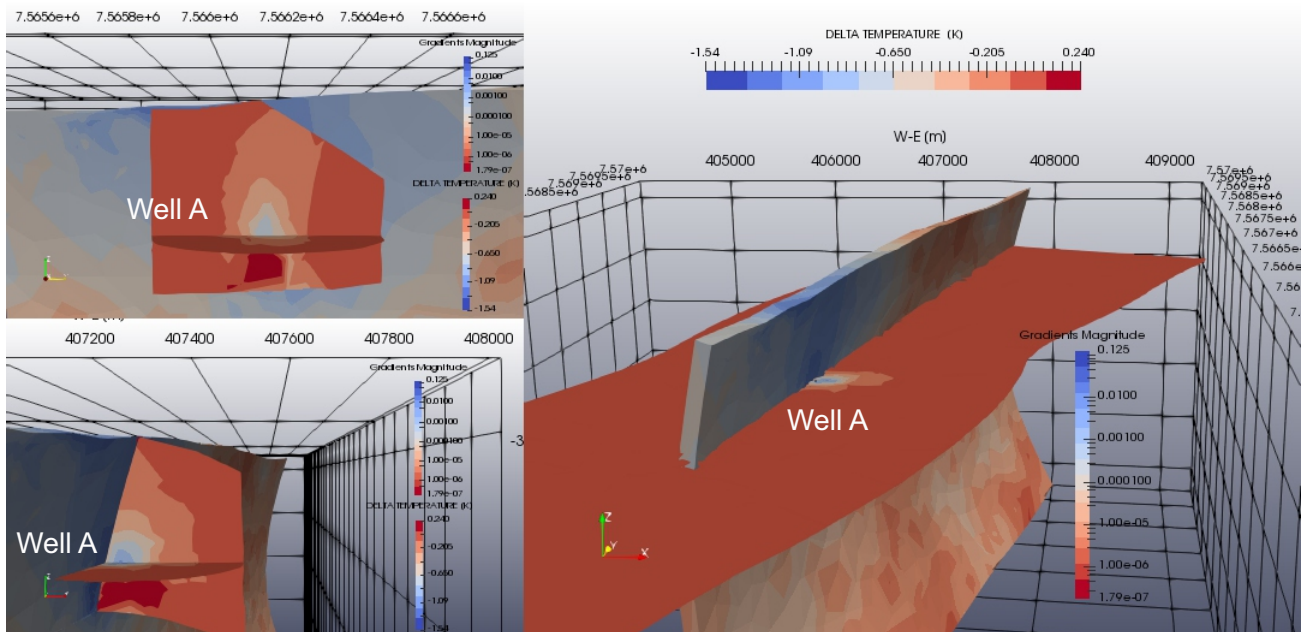 7.5656e+6 7.5658e+6 7.566e+6 7.5662e+6 7.5664e+6 7.5666e+6
Gradients Magnitude
0.125
0.0100
0.00100
0.000100
1.00e-05
1.00e-06
1.79e-07
DELTA TEMPERATURE (K)
0.240
-0.205
-0.650
-1.09
-1.54
Well A
Z
W-E (m)
407200 407400 407600 407800 408000
Gradients Magnitude
0.125
0.0100
0.00100
0.000100
1.00e-05
1.00e-06
1.79e-07
DELTA TEMPERATURE (K)
0.240
-0.205
-0.650
-1.09
-1.54
-3
Well A
Z
DELTA TEMPERATURE (K)
-1.54 -1.09 -0.650 -0.205 0.240
W-E (m)
405000 406000 407000 408000 409000
7.57e+6
7.5695e+6
7.569e+6
7.5685e+6
7.57e+6
7.5695e+6
7.569e+6
7.5685e+6
7.568e+6
7.5675e+6
7.567e+6
7.5665e+6
7.566e+6
7.56
Well A
Gradients Magnitude
0.125
0.0100
0.00100
0.000100
1.00e-05
1.00e-06
1.79e-07
Z
Y
X